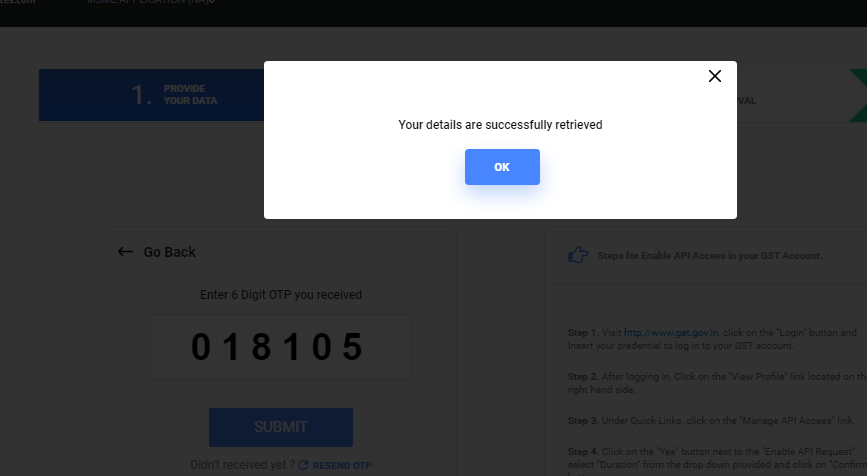 MSME APPLICATION (NA)
1. PROVIDE
YOUR DATA
Your details are successfully retrieved
OK
Go Back
Enter 6 Digit OTP you received
018105
SUBMIT
Didn't received yet ? RESEND OTP
Steps for Enable API Access in your GST Account.
Step 1. Visit http://www.gst.gov.in, click on the "Login" button and
Insert your credential to log in to your GST account.
Step 2. After logging in, Click on the "View Profile" link located on
right hand side.
Step 3. Under Quick Links, click on the "Manage API Access" link.
Step 4. Click on the "Yes" button next to the "Enable API Request",
select "Duration" from the drop down provided and click on